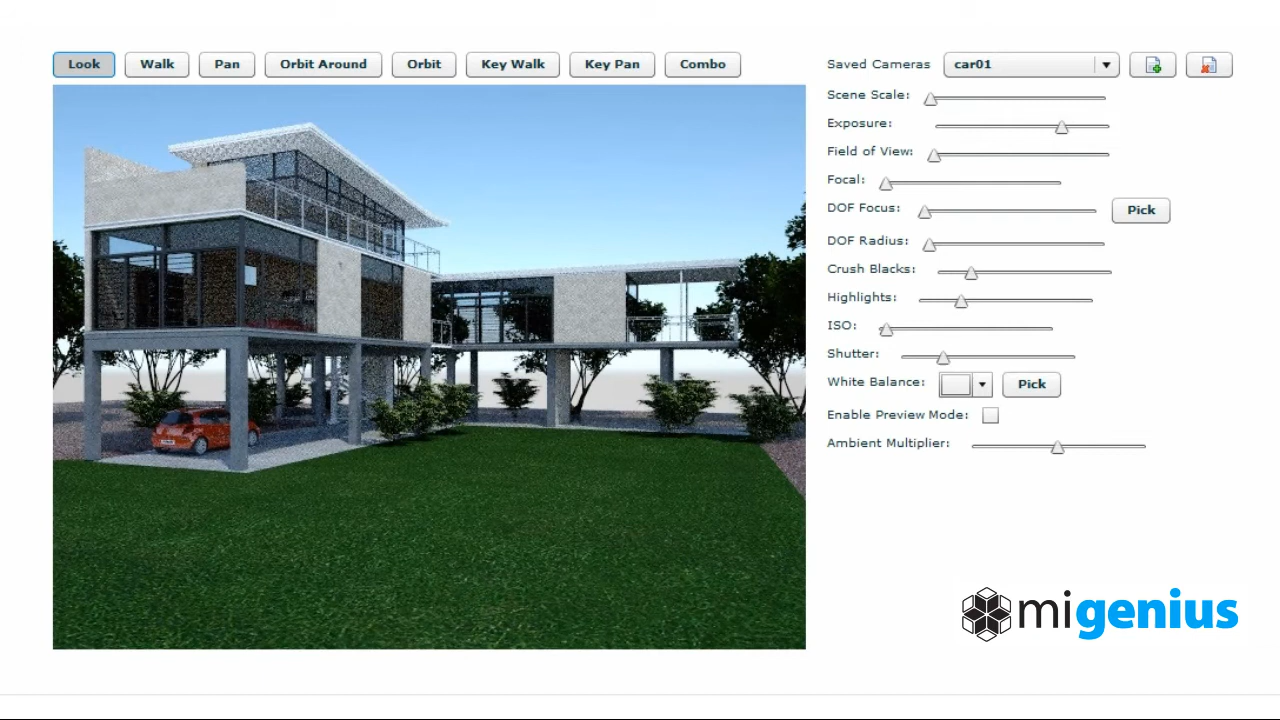 Look Walk Pan Orbit Around Orbit Key Walk Key Pan Combo
Saved Cameras car01
Scene Scale:
Exposure:
Field of View:
Focal:
DOF Focus: Pick
DOF Radius:
Crush Blacks:
Highlights:
ISO:
Shutter:
White Balance: Pick
Enable Preview Mode:
Ambient Multiplier:
migenius